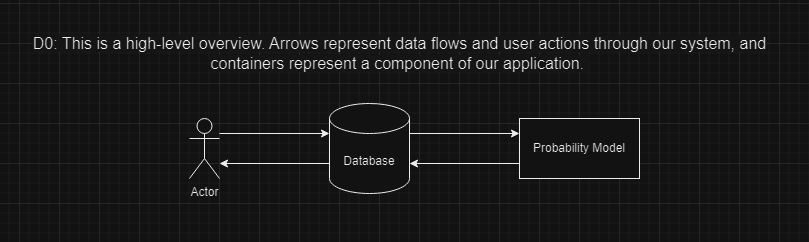 D0: This is a high-level overview. Arrows represent data flows and user actions through our system, and
containers represent a component of our application.
Database
Probability Model
Actor